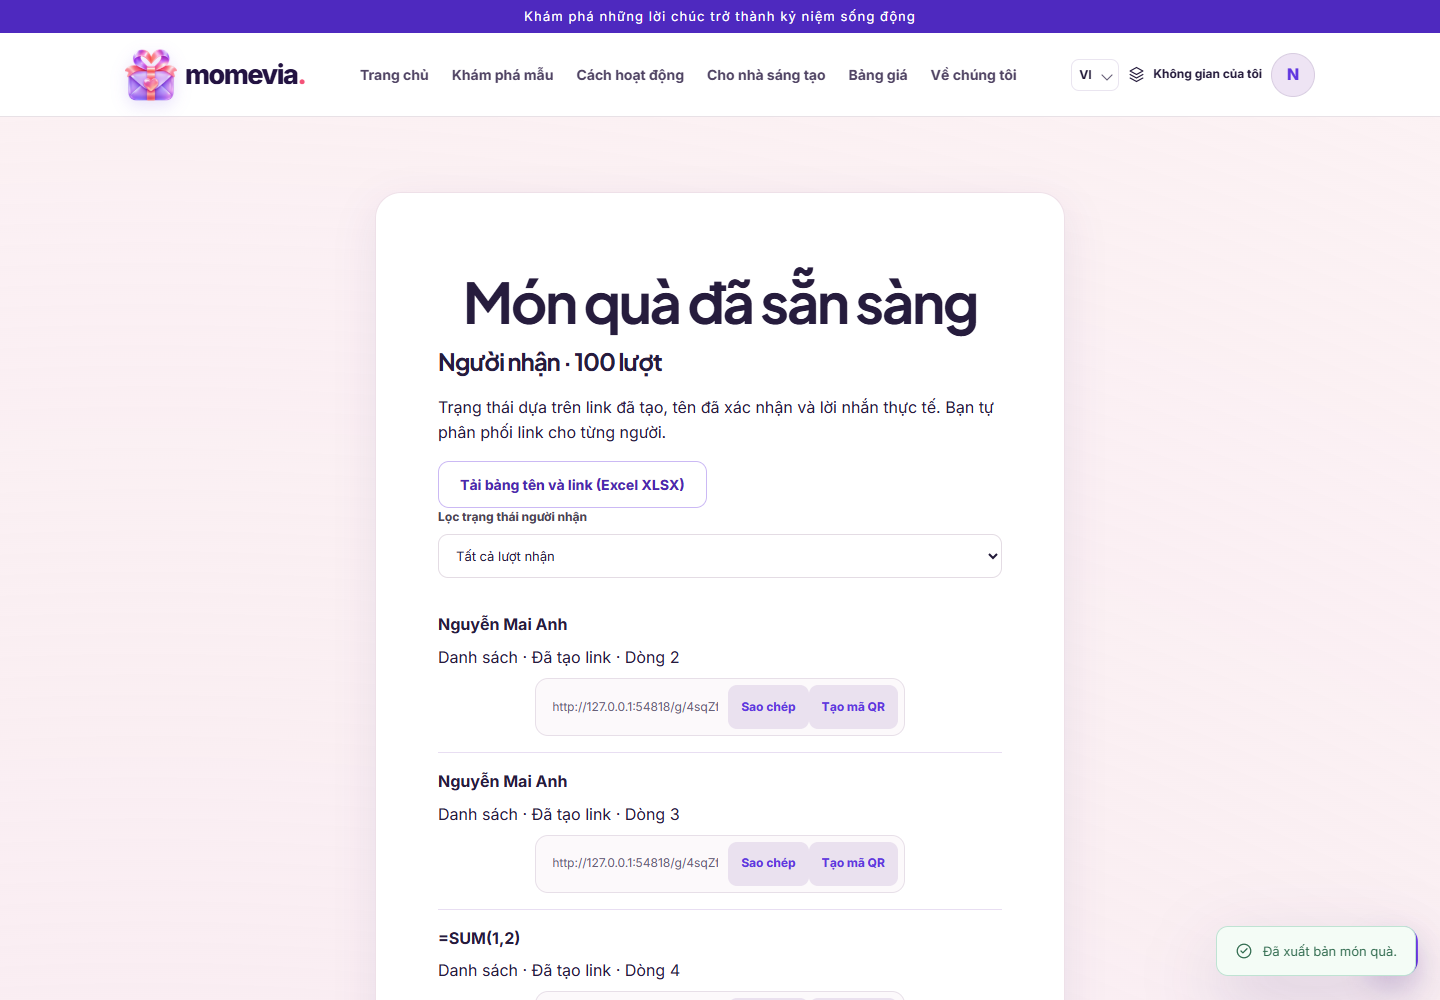 Khám phá những lời chúc trở thành kỷ niệm sống động
momevia.
Trang chủ
Khám phá mẫu
Cách hoạt động
Cho nhà sáng tạo
Bảng giá
Về chúng tôi
VI
Không gian của tôi
N
Món quà đã sẵn sàng
Người nhận · 100 lượt
Trạng thái dựa trên link đã tạo, tên đã xác nhận và lời nhắn thực tế. Bạn tự
phân phối link cho từng người.
Tải bảng tên và link (Excel XLSX)
Lọc trạng thái người nhận
Tất cả lượt nhận
Nguyễn Mai Anh
Danh sách · Đã tạo link · Dòng 2
http://127.0.0.1:54818/g/4sqZf
Sao chép
Tạo mã QR
Nguyễn Mai Anh
Danh sách · Đã tạo link · Dòng 3
http://127.0.0.1:54818/g/4sqZf
Sao chép
Tạo mã QR
=SUM(1,2)
Danh sách · Đã tạo link · Dòng 4
Đã xuất bản món quà.